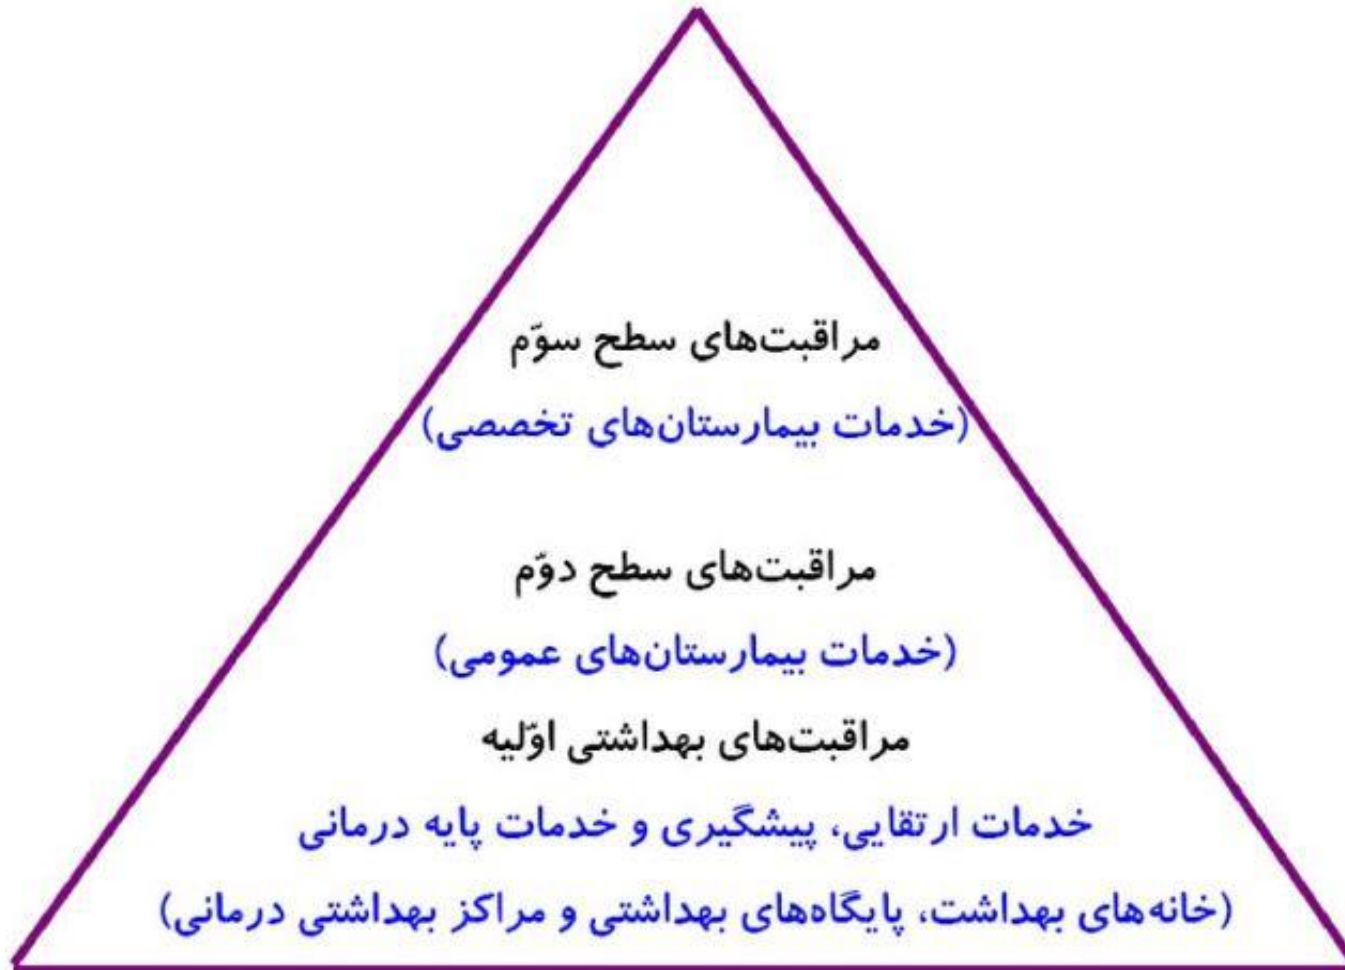 مراقبت‌های سطح سوّم
(خدمات بیمارستان‌های تخصصی)
مراقبت‌های سطح دوّم
(خدمات بیمارستان‌های عمومی)
مراقبت‌های بهداشتی اوّلیه
خدمات ارتقایی، پیشگیری و خدمات پایه درمانی
(خانه‌های بهداشت، پایگاه‌های بهداشتی و مراکز بهداشتی درمانی)